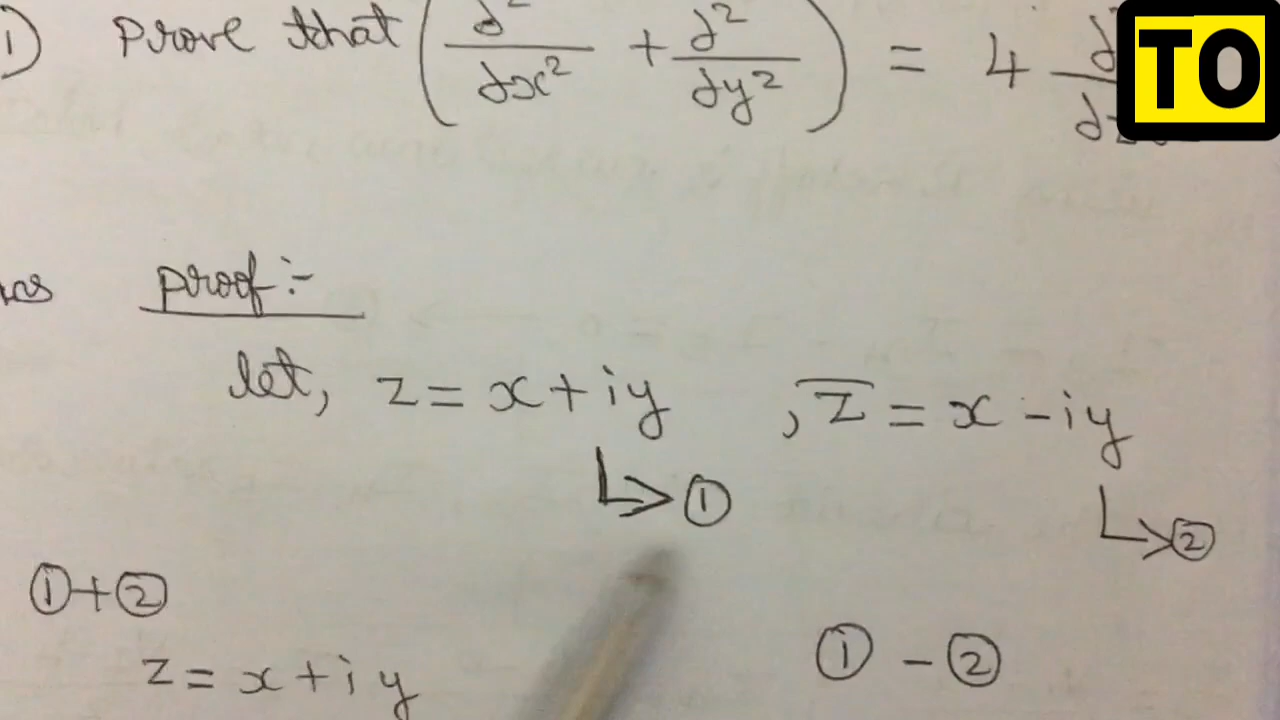 1) Prove that (∂²/∂x² + ∂²/∂y²) = 4 ∂
TO
proof :-
let, z = x + iy , z̅ = x - iy
↳ ① ↳ ②
① + ② ① - ②
z = x + i y